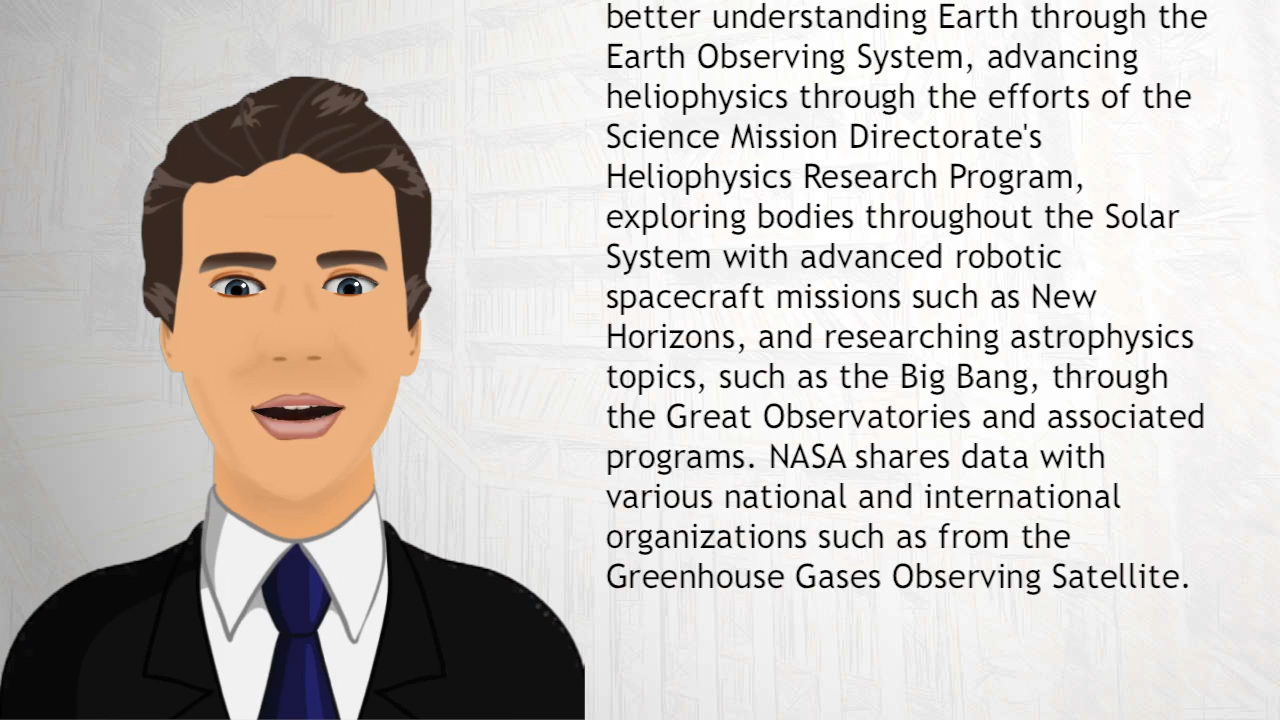 better understanding Earth through the
Earth Observing System, advancing
heliophysics through the efforts of the
Science Mission Directorate's
Heliophysics Research Program,
exploring bodies throughout the Solar
System with advanced robotic
spacecraft missions such as New
Horizons, and researching astrophysics
topics, such as the Big Bang, through
the Great Observatories and associated
programs. NASA shares data with
various national and international
organizations such as from the
Greenhouse Gases Observing Satellite.